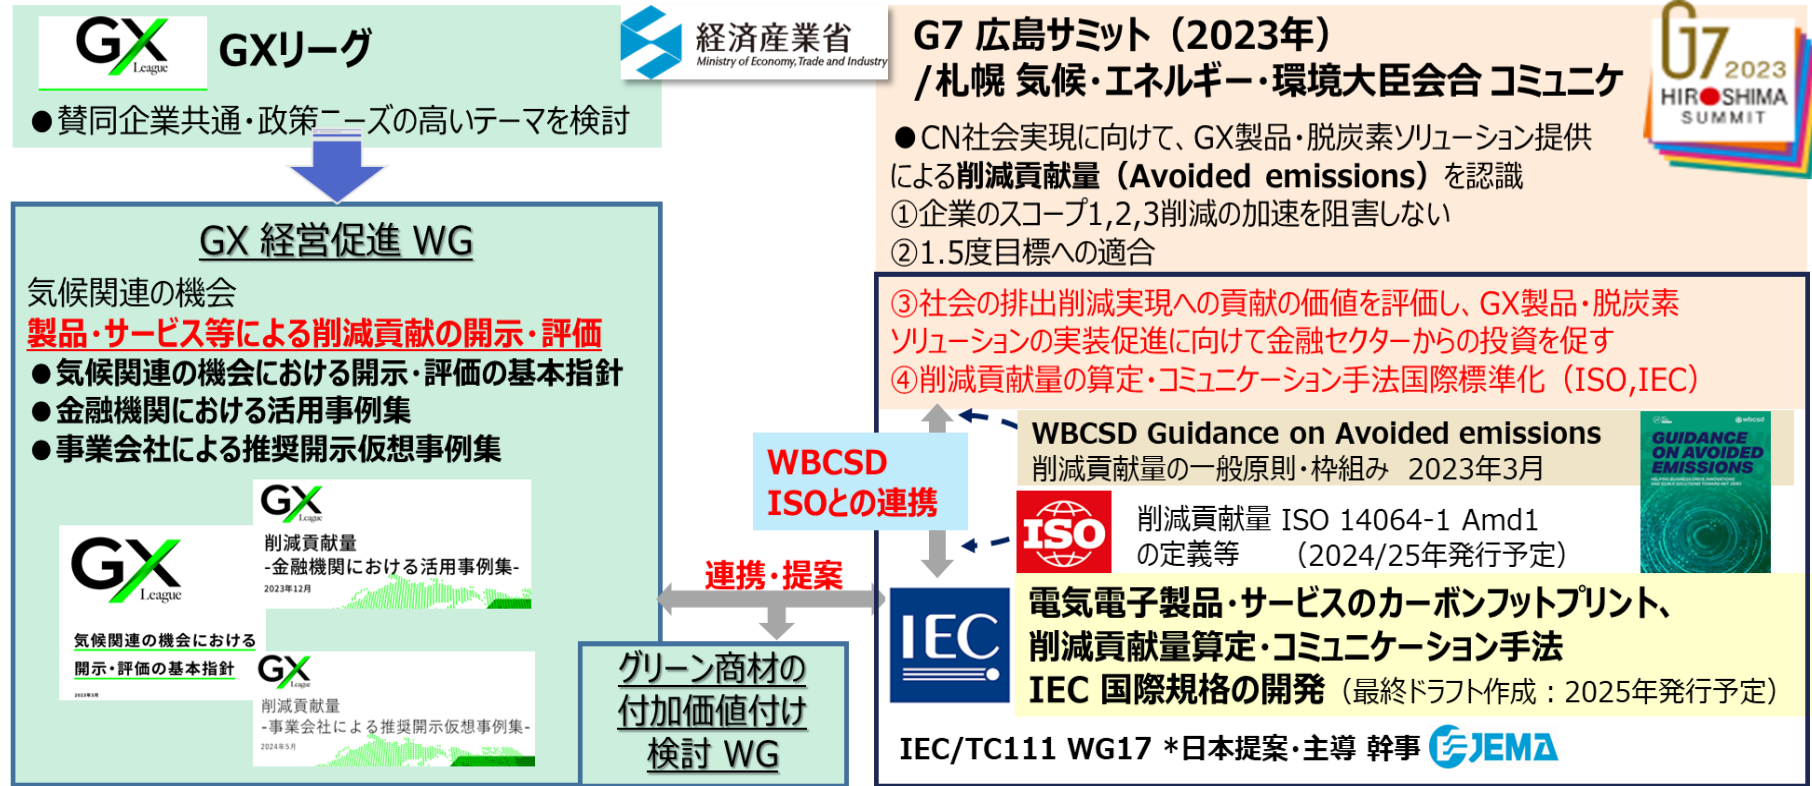 GX
League
GXリーグ
●賛同企業共通・政策ニーズの高いテーマを検討
経済産業省
Ministry of Economy, Trade and Industry
GX 経営促進 WG
気候関連の機会
製品・サービス等による削減貢献の開示・評価
●気候関連の機会における開示・評価の基本指針
●金融機関における活用事例集
●事業会社による推奨開示仮想事例集
GX
League
気候関連の機会における
開示・評価の基本指針
2023年3月
GX
League
削減貢献量
-金融機関における活用事例集-
2023年12月
GX
League
削減貢献量
-事業会社による推奨開示仮想事例集-
2024年5月
グリーン商材の
付加価値付け
検討 WG
連携・提案
WBCSD
ISOとの連携
G7 広島サミット（2023年）
/札幌 気候・エネルギー・環境大臣会合 コミュニケ
G7
2023
HIROSHIMA
SUMMIT
●CN社会実現に向けて、GX製品・脱炭素ソリューション提供
による削減貢献量（Avoided emissions）を認識
①企業のスコープ1,2,3削減の加速を阻害しない
②1.5度目標への適合
③社会の排出削減実現への貢献の価値を評価し、GX製品・脱炭素
ソリューションの実装促進に向けて金融セクターからの投資を促す
④削減貢献量の算定・コミュニケーション手法国際標準化（ISO,IEC）
WBCSD Guidance on Avoided emissions
削減貢献量の一般原則・枠組み 2023年3月
wbcsd
GUIDANCE
ON AVOIDED
EMISSIONS
ISO
削減貢献量 ISO 14064-1 Amd1
の定義等 （2024/25年発行予定）
IEC
電気電子製品・サービスのカーボンフットプリント、
削減貢献量算定・コミュニケーション手法
IEC 国際規格の開発（最終ドラフト作成：2025年発行予定）
IEC/TC111 WG17 *日本提案・主導 幹事
JEMA